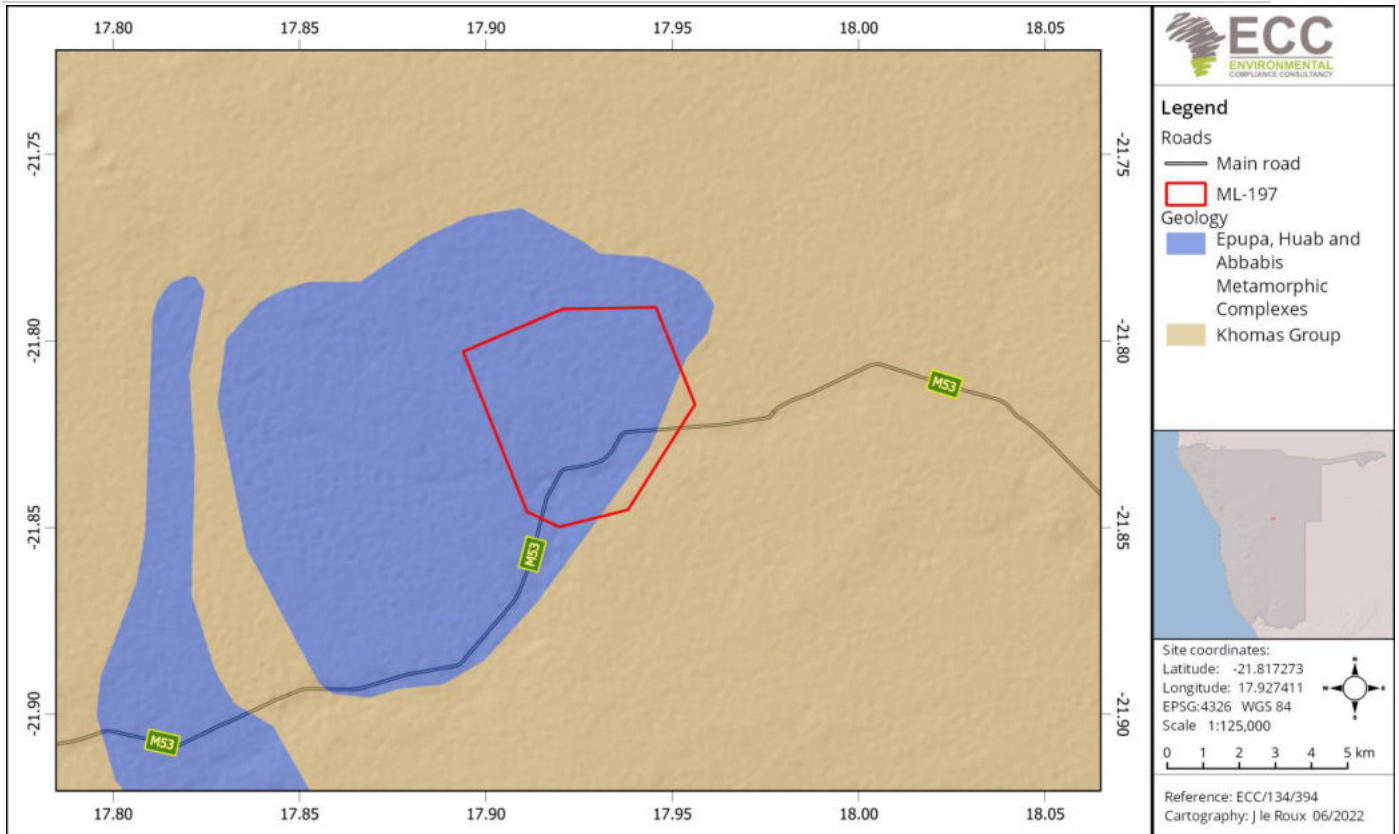 17.80 17.85 17.90 17.95 18.00 18.05
-21.75 -21.75
-21.80 -21.80
-21.85 -21.85
-21.90 -21.90
M53
M53
M53
17.80 17.85 17.90 17.95 18.00 18.05
ECC
ENVIRONMENTAL
COMPLIANCE CONSULTANCY
Legend
Roads
Main road
ML-197
Geology
Epupa, Huab and
Abbabis
Metamorphic
Complexes
Khomas Group
Site coordinates:
Latitude: -21.817273
Longitude: 17.927411
EPSG:4326 WGS 84
Scale 1:125,000
N
W E
S
0 1 2 3 4 5 km
Reference: ECC/134/394
Cartography: J le Roux 06/2022